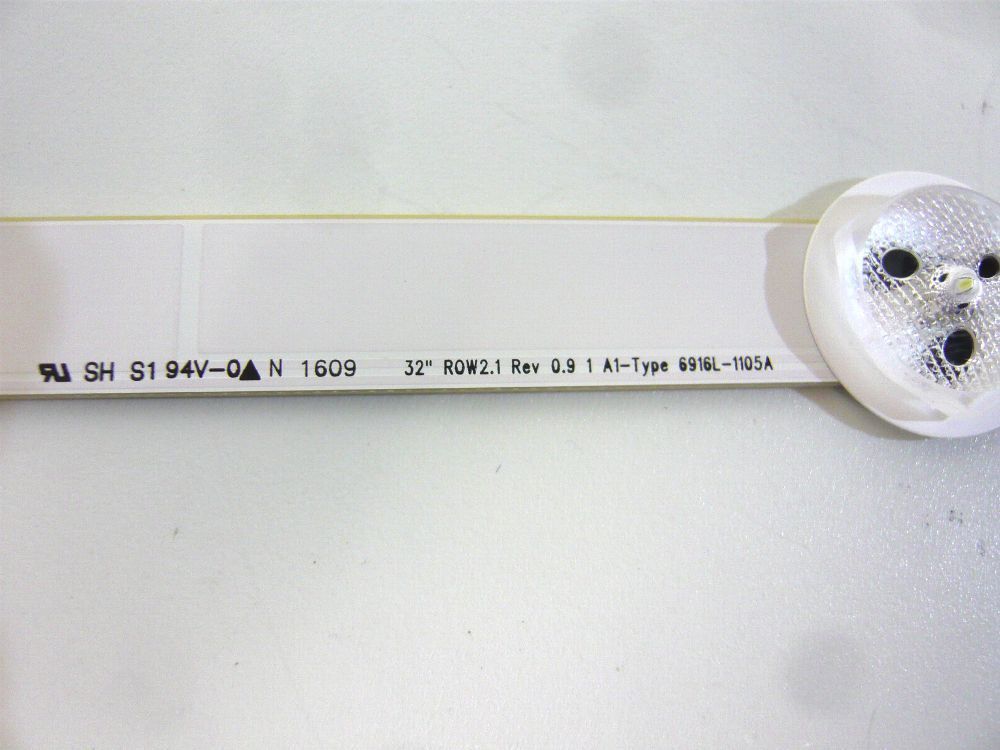 SH S1 94V-0▲ N 1609 32" ROW2.1 Rev 0.9 1 A1-Type 6916L-1105A